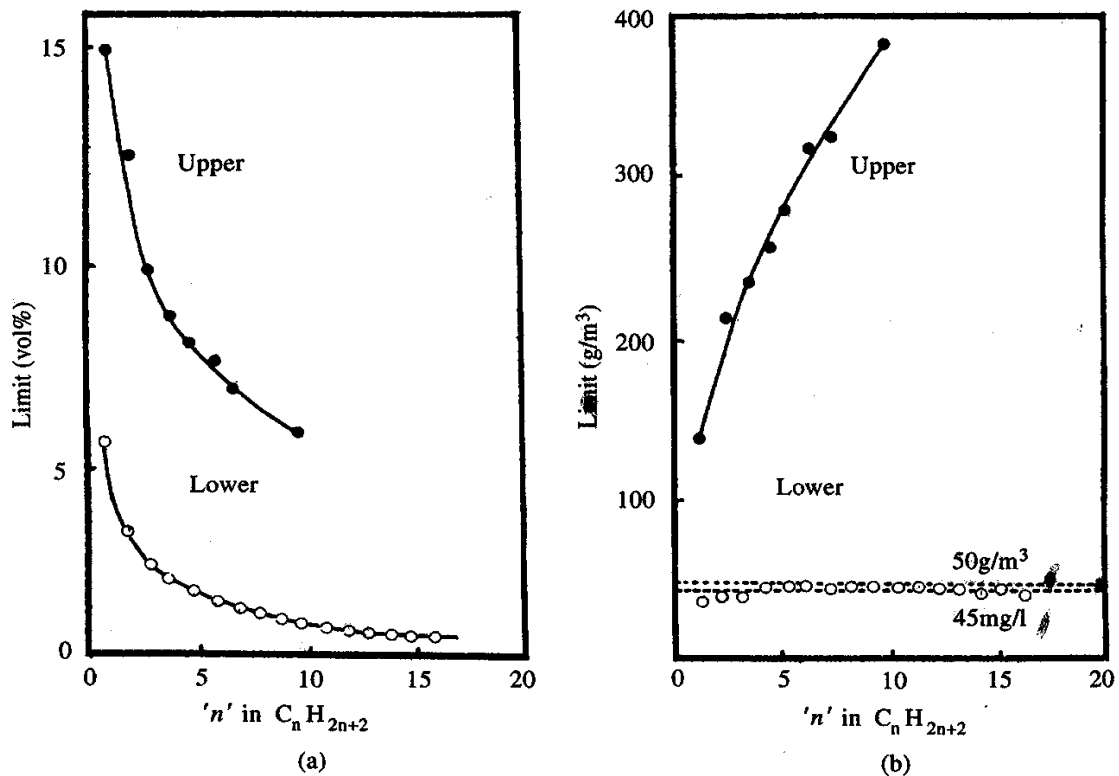 15
10
5
0
Limit (vol%)
Upper
Lower
0 5 10 15 20
'n' in CnH2n+2
(a)
400
300
200
100
Limit (g/m³)
Upper
Lower
50g/m³
45mg/l
0 5 10 15 20
'n' in CnH2n+2
(b)